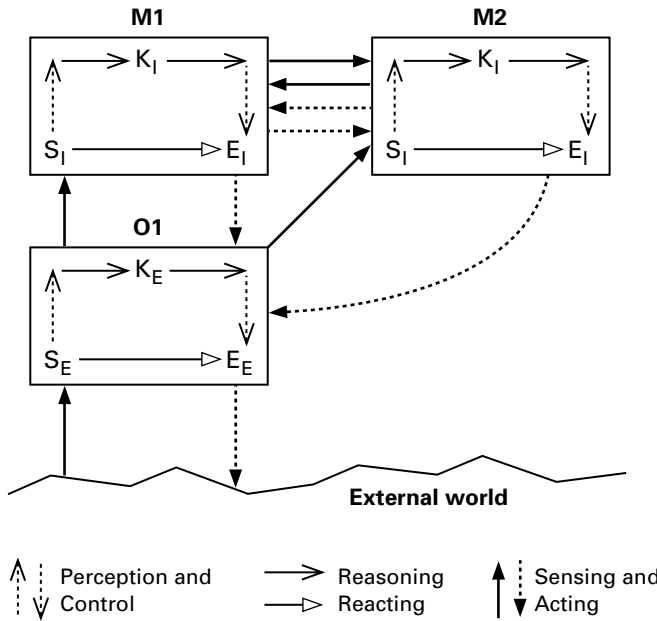 M1
M2
K_I
K_I
S_I
E_I
S_I
E_I
O1
K_E
S_E
E_E
External world
Perception and
Control
Reasoning
Reacting
Sensing and
Acting